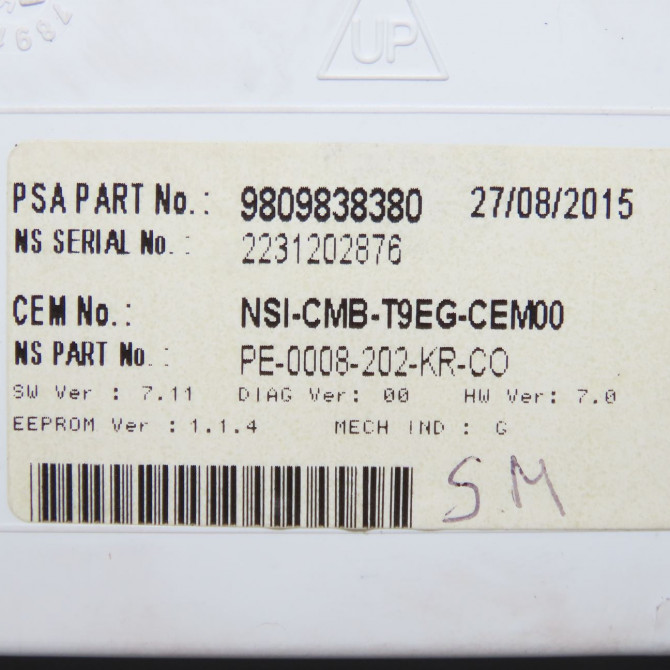 UP
PSA PART No.: 9809838380 27/08/2015
NS SERIAL No. : 2231202876
CEM No.: NSI-CMB-T9EG-CEM00
NS PART No. : PE-0008-202-KR-CO
SW Ver : 7.11 DIAG Ver: 00 HW Ver: 7.0
EEPROM Ver : 1.1.4 MECH IND : G
S.M